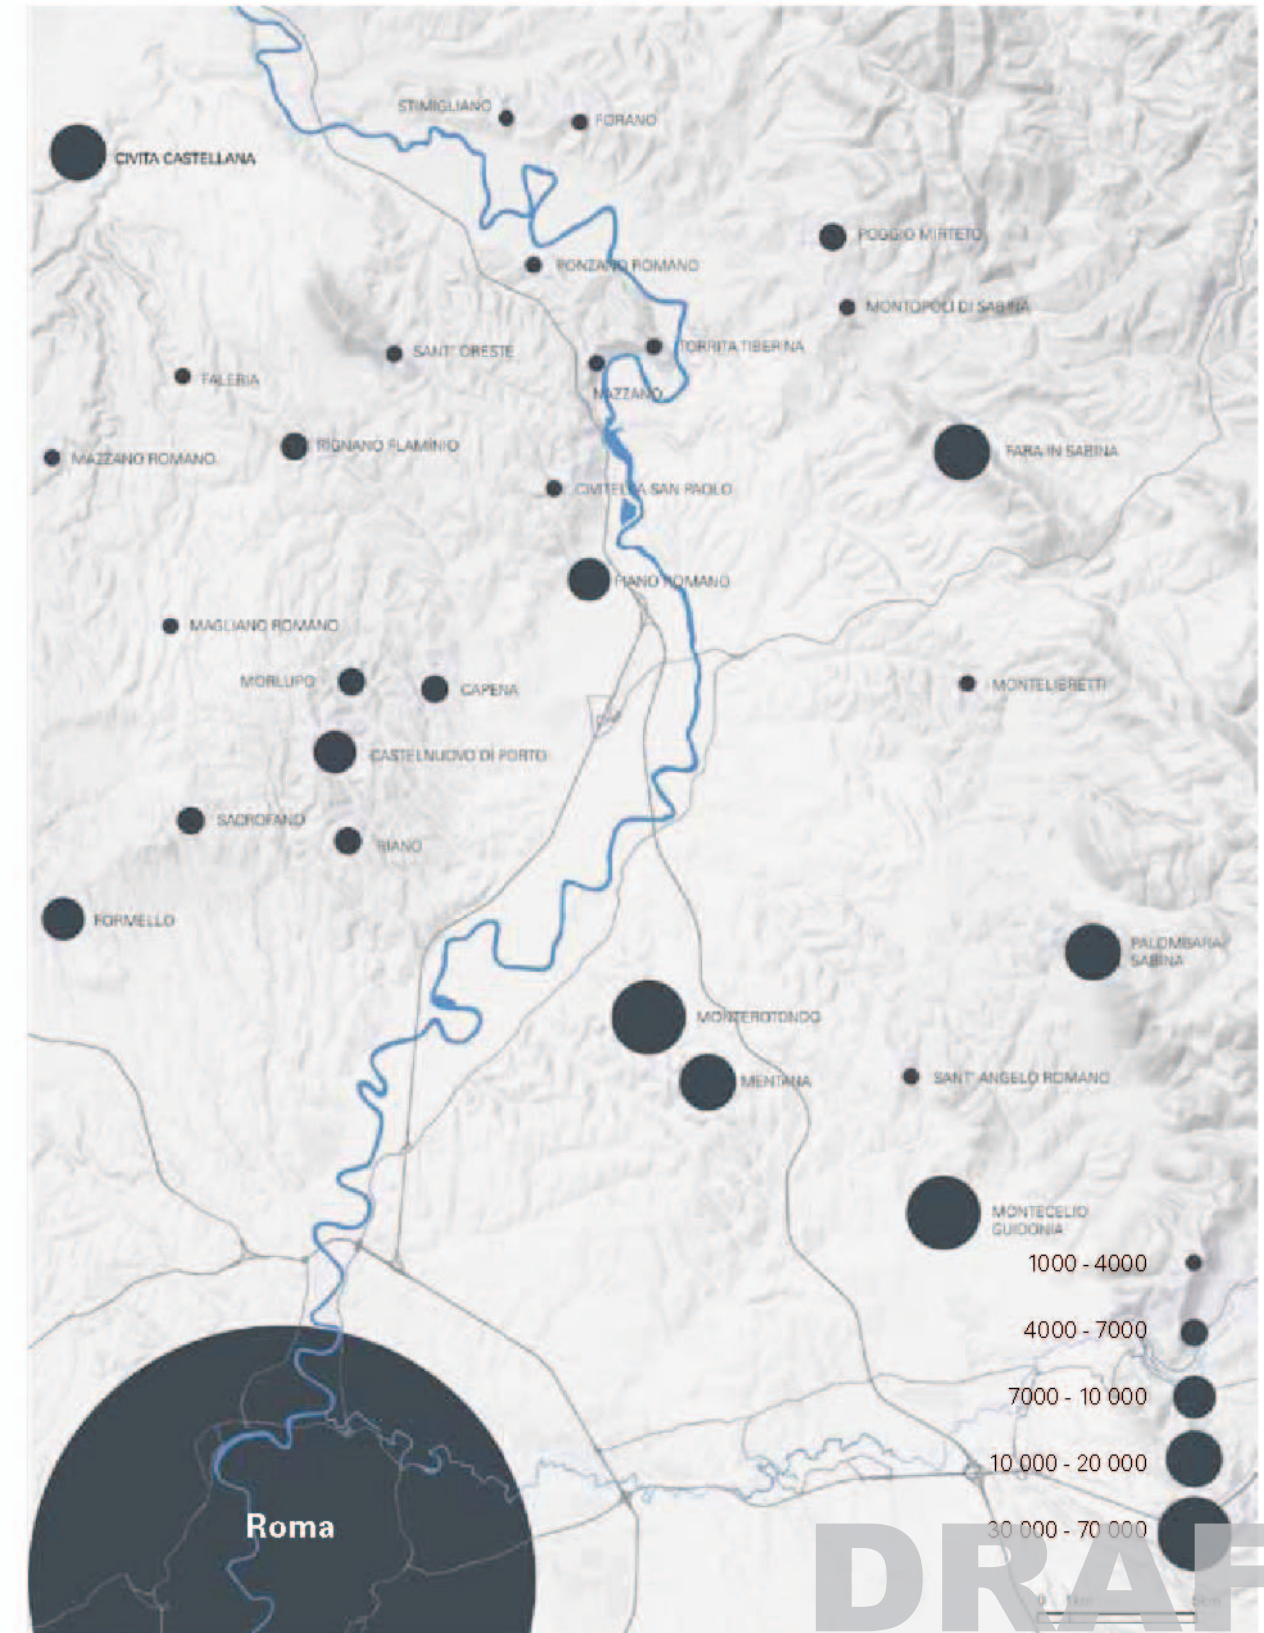 STIMIGLIANO
FORANO
CIVITA CASTELLANA
POGGIO MIRTETO
PONZANO ROMANO
MONTOPOLI DI SABINA
SANT' ORESTE
TORRITA TIBERINA
FALERIA
NAZZANO
RIGNANO FLAMINIO
FARA IN SABINA
MAZZANO ROMANO
CIVITELLA SAN PAOLO
FIANO ROMANO
MAGLIANO ROMANO
MORLUPO
CAPENA
MONTELIBRETTI
CASTELNUOVO DI PORTO
SACROFANO
RIANO
FORMELLO
PALOMBARA
SABINA
MONTEROTONDO
MENTANA
SANT' ANGELO ROMANO
MONTECELIO
GUIDONIA
1000 - 4000
4000 - 7000
7000 - 10 000
10 000 - 20 000
30 000 - 70 000
Roma
DRAF
0 1km 5km